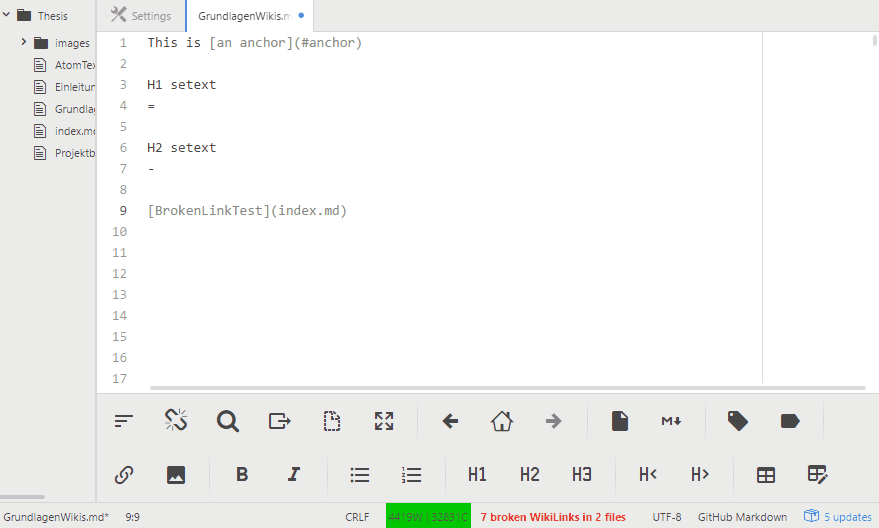 Thesis
images
AtomTex
Einleitun
Grundlag
index.md
Projektb
Settings
GrundlagenWikis.m
1 This is [an anchor](#anchor)
2
3 H1 setext
4 =
5
6 H2 setext
7 -
8
9 [BrokenLinkTest](index.md)
10
11
12
13
14
15
16
17
M↓
B I H1 H2 H3 H< H>
GrundlagenWikis.md* 9:9 CRLF 4419W | 32831C 7 broken WikiLinks in 2 files UTF-8 GitHub Markdown 5 updates